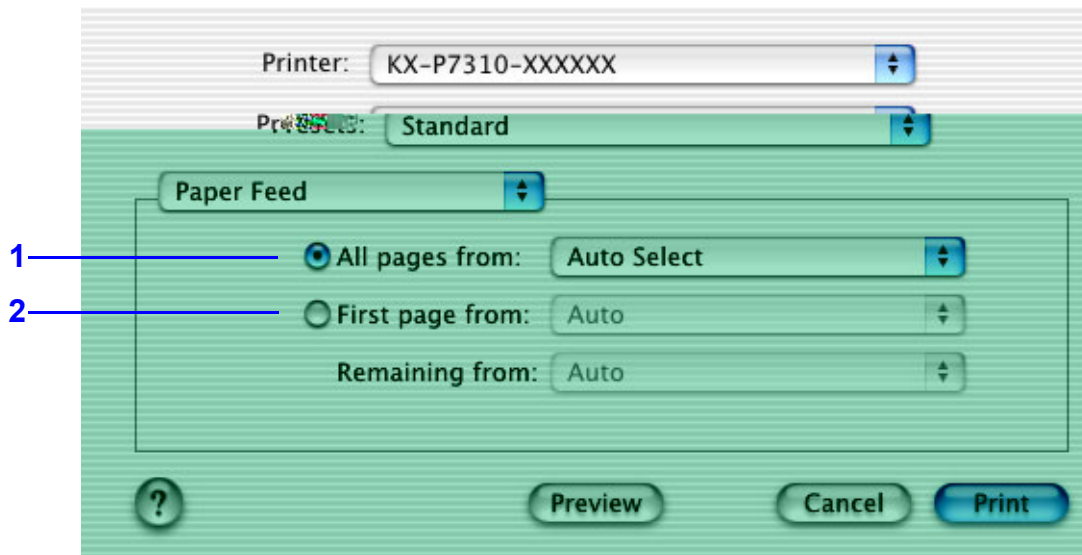 Printer: KX-P7310-XXXXXX
Standard
Paper Feed
1 All pages from: Auto Select
2 First page from: Auto
Remaining from: Auto
? Preview Cancel Print